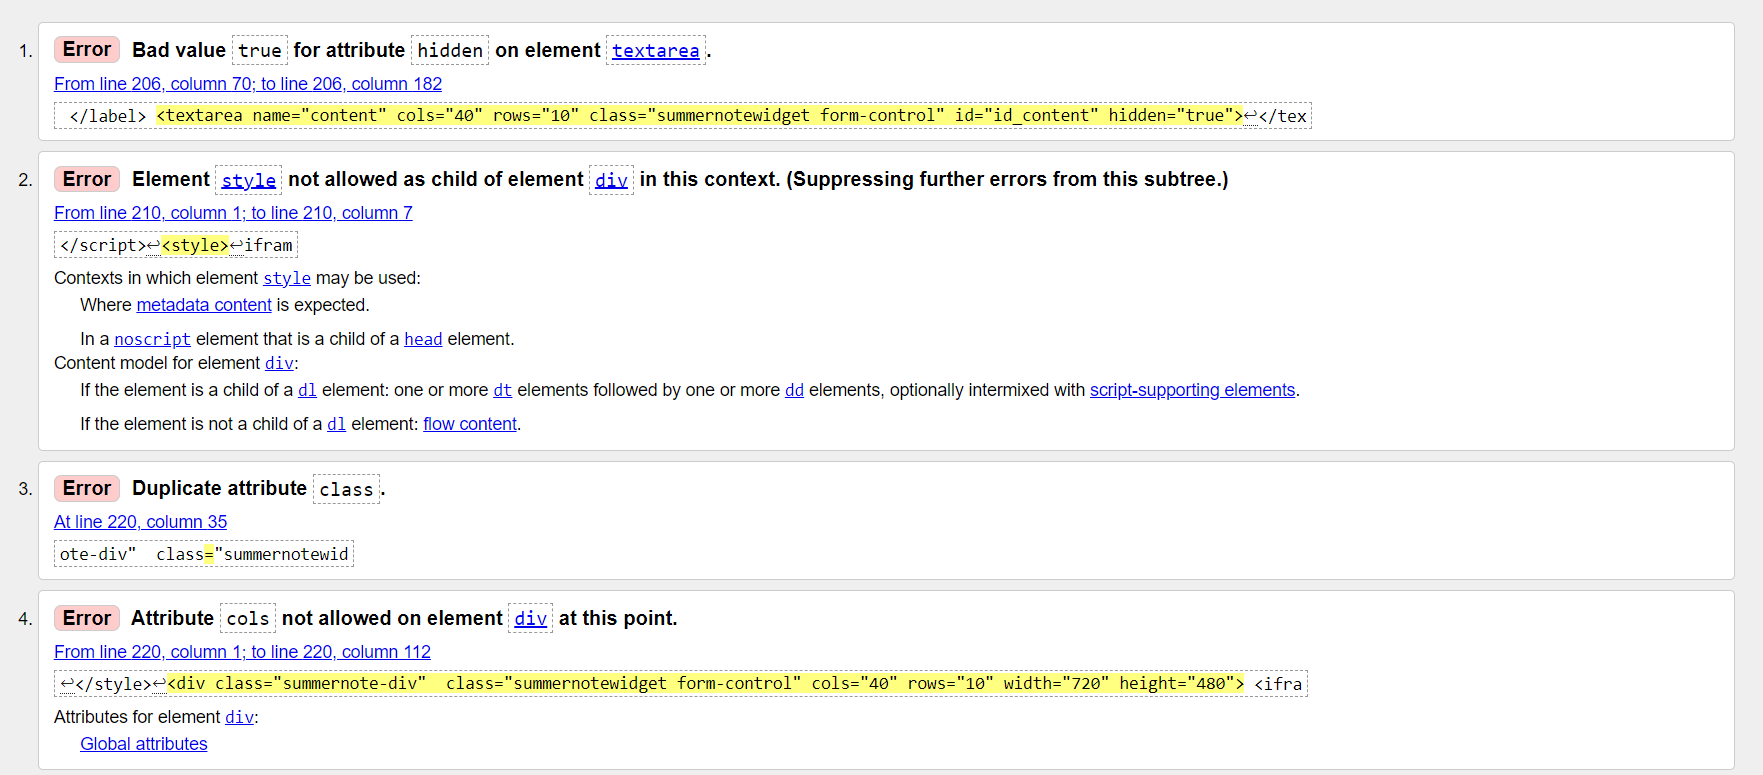 1. Error Bad value true for attribute hidden on element textarea.
From line 206, column 70; to line 206, column 182
</label> <textarea name="content" cols="40" rows="10" class="summernotewidget form-control" id="id_content" hidden="true">↩</tex
2. Error Element style not allowed as child of element div in this context. (Suppressing further errors from this subtree.)
From line 210, column 1; to line 210, column 7
</script>↩<style>↩ifram
Contexts in which element style may be used:
Where metadata content is expected.
In a noscript element that is a child of a head element.
Content model for element div:
If the element is a child of a dl element: one or more dt elements followed by one or more dd elements, optionally intermixed with script-supporting elements.
If the element is not a child of a dl element: flow content.
3. Error Duplicate attribute class.
At line 220, column 35
ote-div"  class="summernotewid
4. Error Attribute cols not allowed on element div at this point.
From line 220, column 1; to line 220, column 112
↩</style>↩<div class="summernote-div"  class="summernotewidget form-control" cols="40" rows="10" width="720" height="480"> <ifra
Attributes for element div:
Global attributes